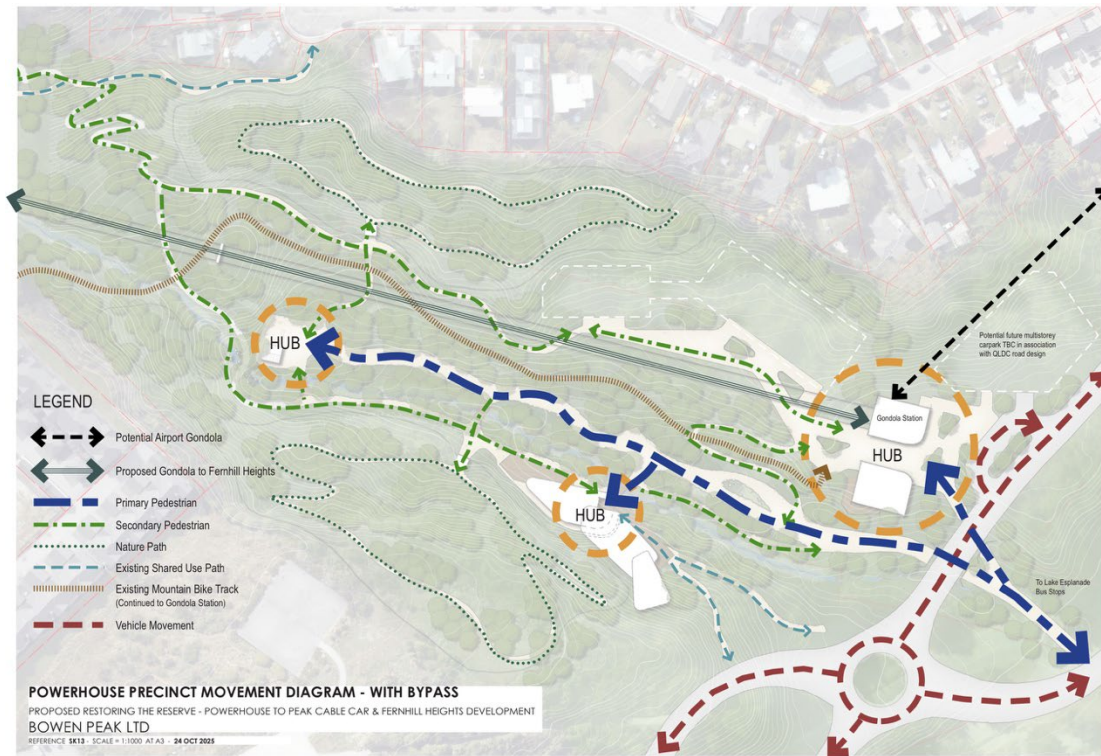 Potential future multistorey
carpark TBC in association
with QLDC road design
HUB
Gondola Station
HUB
HUB
To Lake Esplanade
Bus Stops
LEGEND
Potential Airport Gondola
Proposed Gondola to Fernhill Heights
Primary Pedestrian
Secondary Pedestrian
Nature Path
Existing Shared Use Path
Existing Mountain Bike Track
(Continued to Gondola Station)
Vehicle Movement
POWERHOUSE PRECINCT MOVEMENT DIAGRAM - WITH BYPASS
PROPOSED RESTORING THE RESERVE - POWERHOUSE TO PEAK CABLE CAR & FERNHILL HEIGHTS DEVELOPMENT
BOWEN PEAK LTD
REFERENCE SK13 - SCALE = 1:1000 AT A3 - 24 OCT 2025